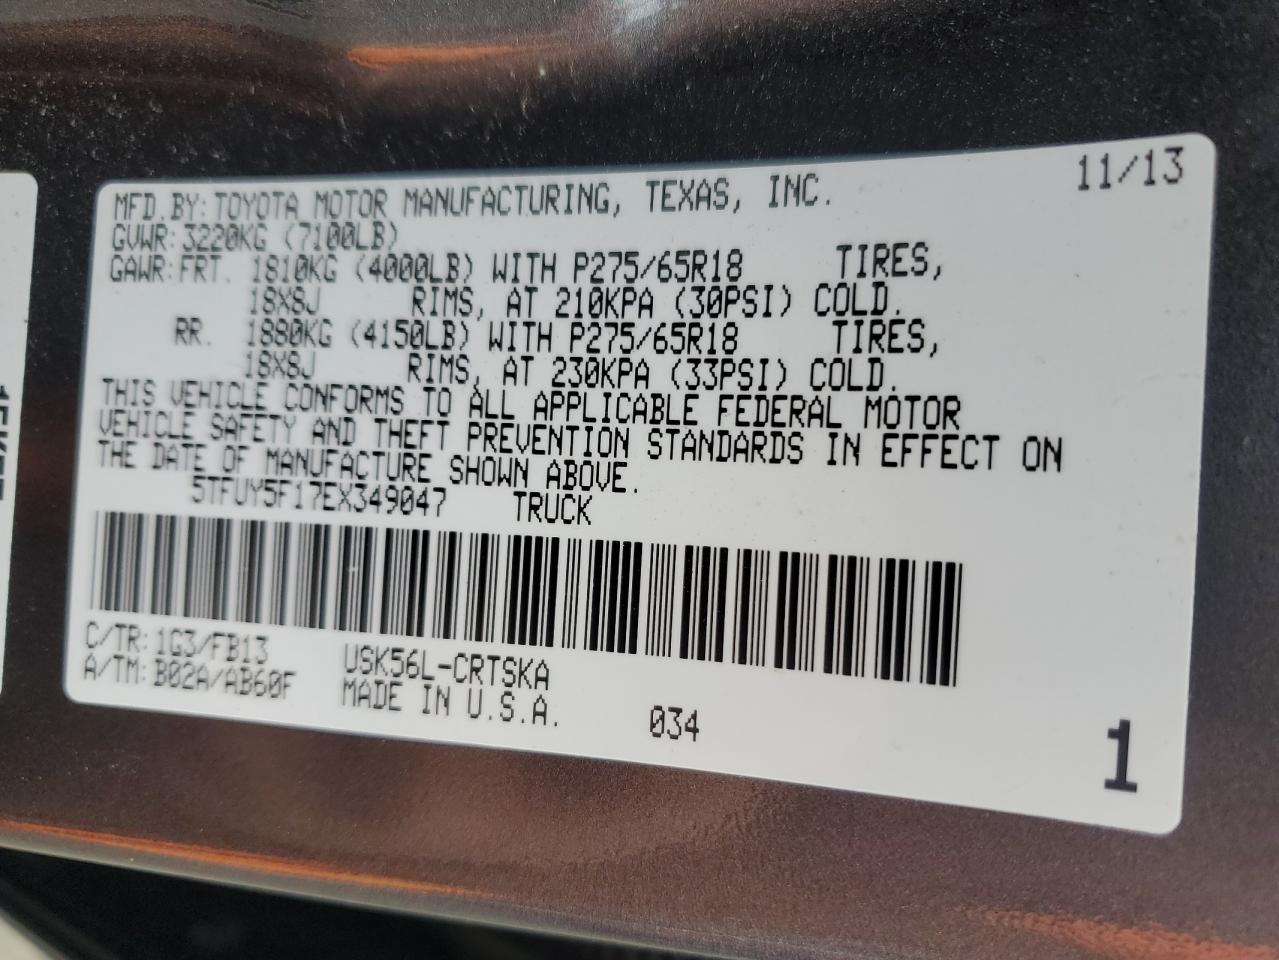 11/13
MFD.BY:TOYOTA MOTOR MANUFACTURING, TEXAS, INC.
GVWR:3220KG (7100LB)
GAWR:FRT. 1810KG (4000LB) WITH P275/65R18 TIRES,
18X8J RIMS, AT 210KPA (30PSI) COLD.
RR. 1880KG (4150LB) WITH P275/65R18 TIRES,
18X8J RIMS, AT 230KPA (33PSI) COLD.
THIS VEHICLE CONFORMS TO ALL APPLICABLE FEDERAL MOTOR
VEHICLE SAFETY AND THEFT PREVENTION STANDARDS IN EFFECT ON
THE DATE OF MANUFACTURE SHOWN ABOVE.
5TFUY5F17EX349047 TRUCK
C/TR:1G3/FB13 USK56L-CRTSKA
A/TM:B02A/AB60F MADE IN U.S.A. 034
1